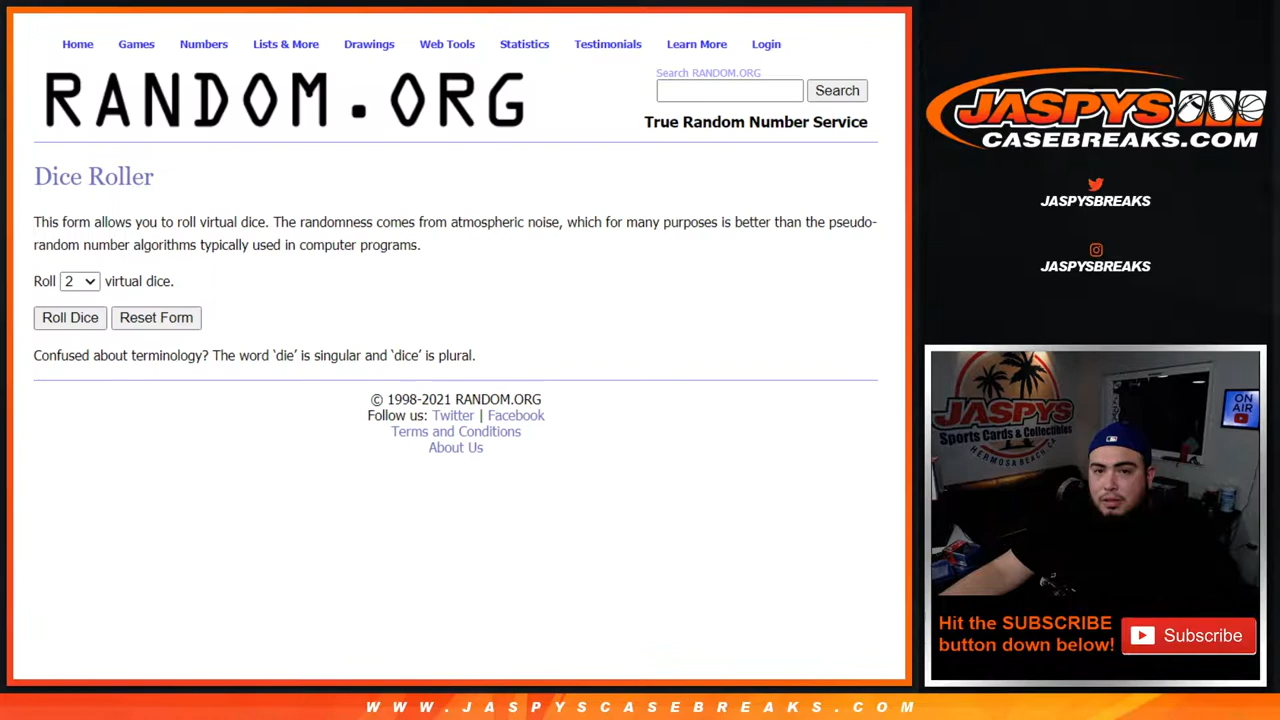 Home Games Numbers Lists & More Drawings Web Tools Statistics Testimonials Learn More Login
RANDOM.ORG
Search RANDOM.ORG
Search
True Random Number Service
Dice Roller
This form allows you to roll virtual dice. The randomness comes from atmospheric noise, which for many purposes is better than the pseudo-
random number algorithms typically used in computer programs.
Roll 2 virtual dice.
Roll Dice Reset Form
Confused about terminology? The word ‘die’ is singular and ‘dice’ is plural.
© 1998-2021 RANDOM.ORG
Follow us: Twitter | Facebook
Terms and Conditions
About Us
JASPYS
CASEBREAKS.COM
JASPYSBREAKS
JASPYSBREAKS
JASPYS
Sports Cards & Collectibles
HERMOSA BEACH, CA
ON
AIR
Hit the SUBSCRIBE
button down below!
Subscribe
WWW.JASPYSCASEBREAKS.COM